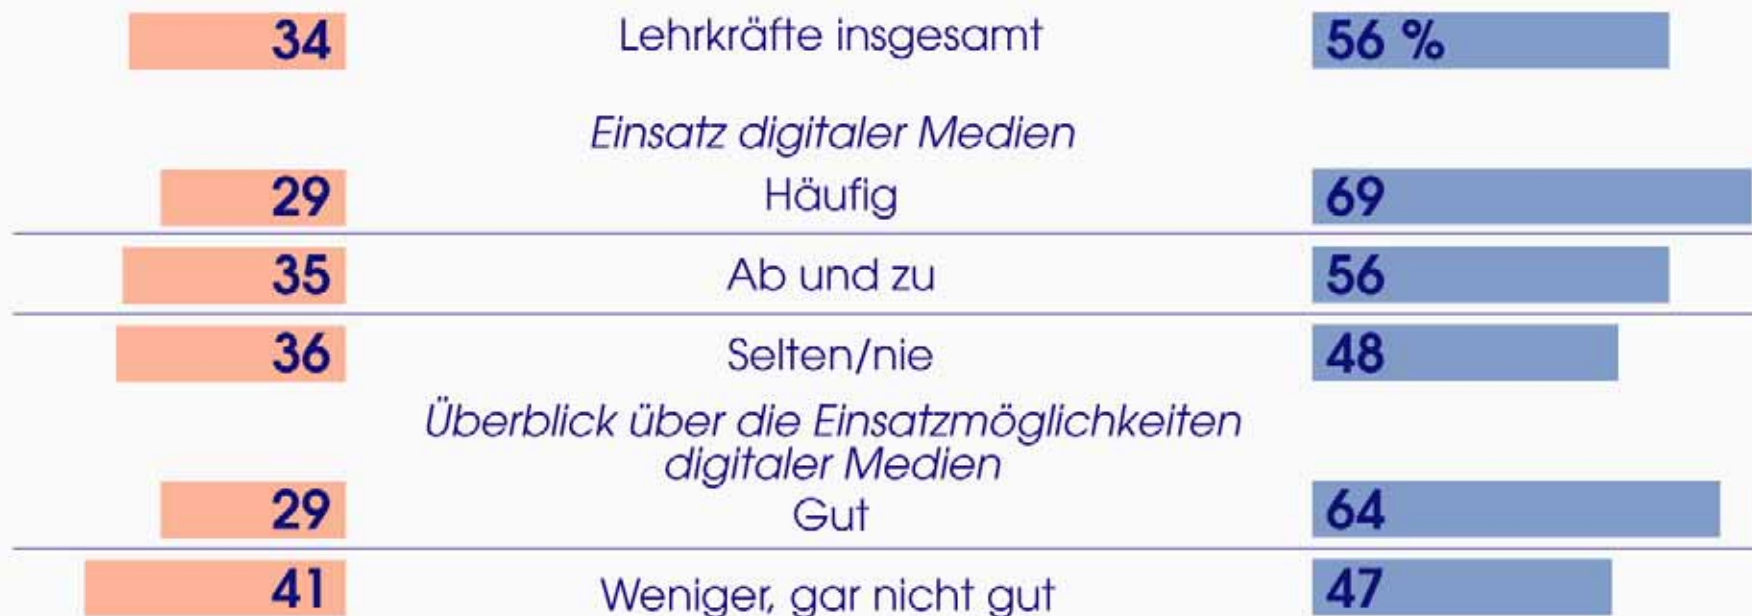 34 Lehrkräfte insgesamt 56 %
Einsatz digitaler Medien
29 Häufig 69
35 Ab und zu 56
36 Selten/nie 48
Überblick über die Einsatzmöglichkeiten
digitaler Medien
29 Gut 64
41 Weniger, gar nicht gut 47